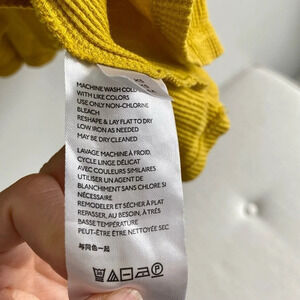 MACHINE WASH COLD
WITH LIKE COLORS
USE ONLY NON-CHLORINE
BLEACH
RESHAPE & LAY FLAT TO DRY
LOW IRON AS NEEDED
MAY BE DRY CLEANED
LAVAGE MACHINE À FROID,
CYCLE LINGE DÉLICAT
AVEC COULEURS SIMILAIRES
UTILISER UN AGENT DE
BLANCHIMENT SANS CHLORE SI
NÉCESSAIRE
REMODELER ET SÉCHER À PLAT
REPASSER, AU BESOIN, À TRÈS
BASSE TEMPÉRATURE
PEUT-ÊTRE ÊTRE NETTOYÉE SEC
与同色一起